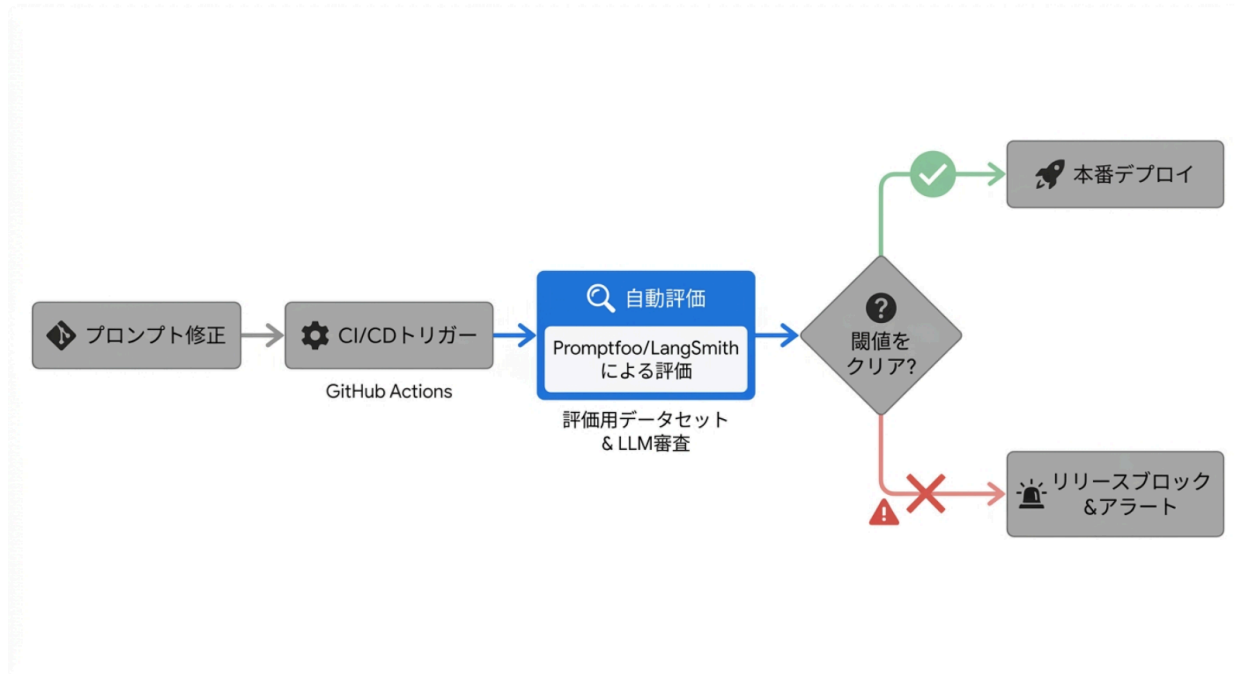 プロンプト修正
CI/CDトリガー
GitHub Actions
自動評価
Promptfoo/LangSmith
による評価
評価用データセット
& LLM審査
閾値を
クリア?
本番デプロイ
リリースブロック
&アラート